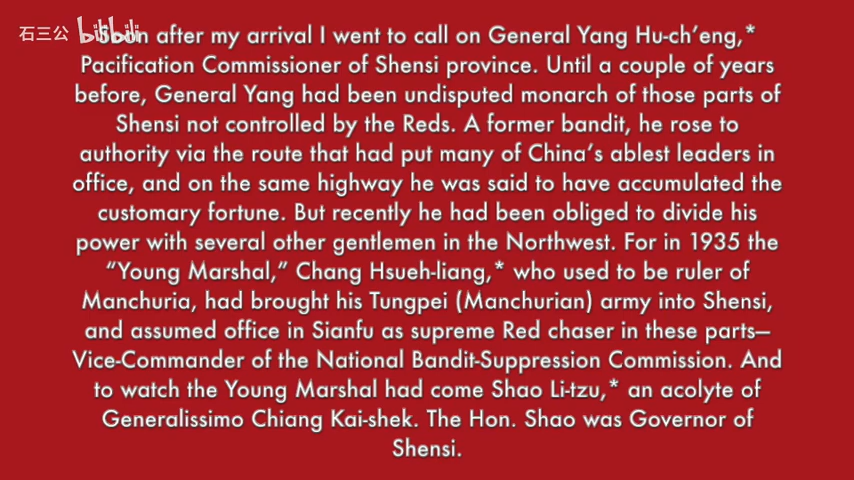 石三公 bilibili
Soon after my arrival I went to call on General Yang Hu-ch’eng,*
Pacification Commissioner of Shensi province. Until a couple of years
before, General Yang had been undisputed monarch of those parts of
Shensi not controlled by the Reds. A former bandit, he rose to
authority via the route that had put many of China’s ablest leaders in
office, and on the same highway he was said to have accumulated the
customary fortune. But recently he had been obliged to divide his
power with several other gentlemen in the Northwest. For in 1935 the
“Young Marshal,” Chang Hsueh-liang,* who used to be ruler of
Manchuria, had brought his Tungpei (Manchurian) army into Shensi,
and assumed office in Sianfu as supreme Red chaser in these parts—
Vice-Commander of the National Bandit-Suppression Commission. And
to watch the Young Marshal had come Shao Li-tzu,* an acolyte of
Generalissimo Chiang Kai-shek. The Hon. Shao was Governor of
Shensi.